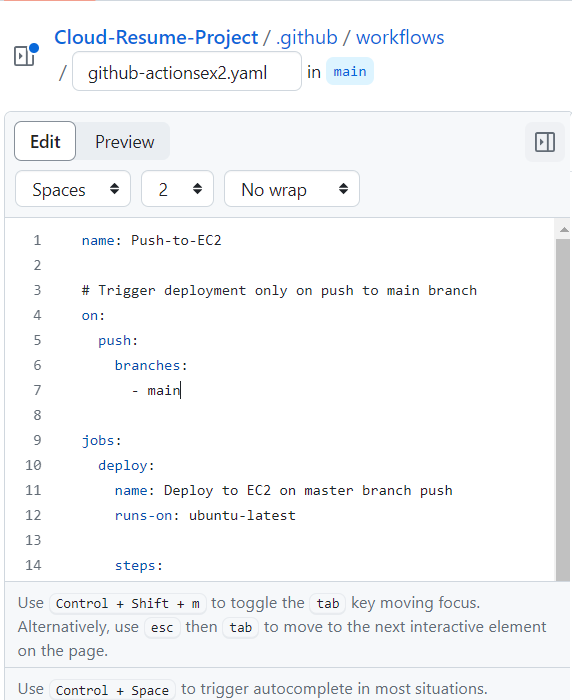 Cloud-Resume-Project / .github / workflows
/ github-actionsex2.yaml in main
Edit Preview
Spaces 2 No wrap
1 name: Push-to-EC2
2
3 # Trigger deployment only on push to main branch
4 on:
5 push:
6 branches:
7 - main
8
9 jobs:
10 deploy:
11 name: Deploy to EC2 on master branch push
12 runs-on: ubuntu-latest
13
14 steps:
Use Control + Shift + m to toggle the tab key moving focus.
Alternatively, use esc then tab to move to the next interactive element
on the page.
Use Control + Space to trigger autocomplete in most situations.